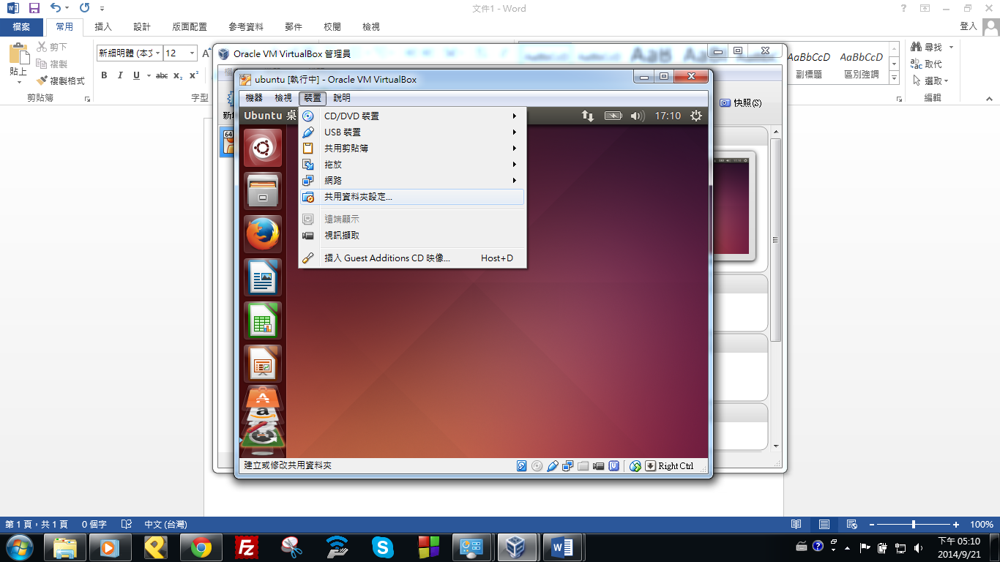 文件1 - Word
檔案 常用 插入 設計 版面配置 參考資料 郵件 校閱 檢視 登入
貼上
剪下
複製
複製格式
剪貼簿
新細明體 (本文 12
B I U abc x₂ x²
字型
AaBbCcD AaBbCcD
副標題 區別強調
尋找
取代
選取
編輯
Oracle VM VirtualBox 管理員
快照(S)
64
ubuntu [執行中] - Oracle VM VirtualBox
機器 檢視 裝置 說明
Ubuntu 桌
17:10
CD/DVD 裝置
USB 裝置
共用剪貼簿
拖放
網路
共用資料夾設定...
遠端顯示
視訊擷取
插入 Guest Additions CD 映像... Host+D
建立或修改共用資料夾
Right Ctrl
第 1 頁，共 1 頁 0 個字 中文 (台灣) 100%
下午 05:10
2014/9/21